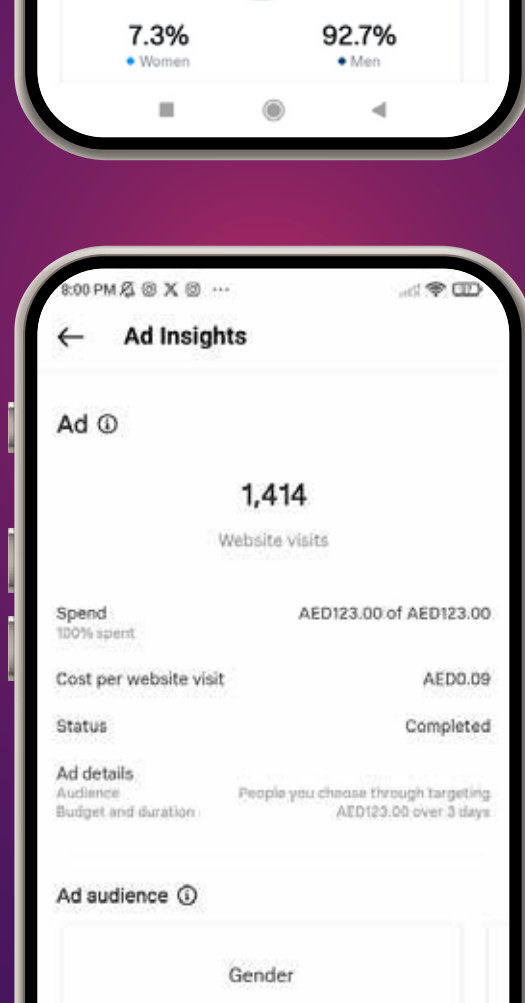 7.3%
92.7%
Women
Men
8:00 PM
Ad Insights
Ad
1,414
Website visits
Spend
AED123.00 of AED123.00
100% spent
Cost per website visit
AED0.09
Status
Completed
Ad details
Audience
People you choose through targeting
Budget and duration
AED123.00 over 3 days
Ad audience
Gender